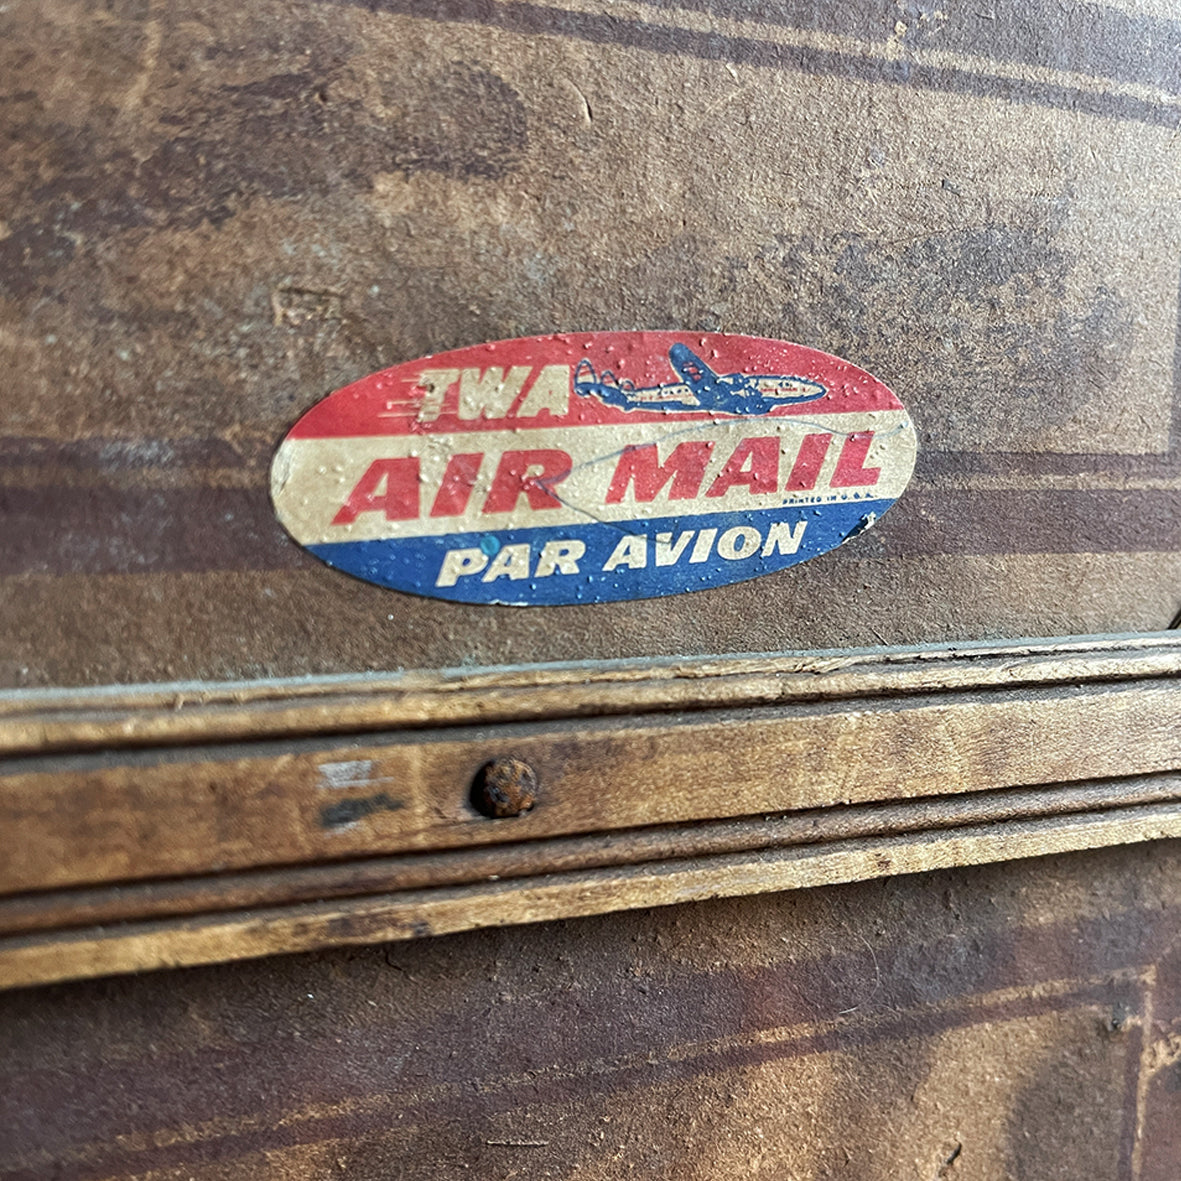 TWA
AIR MAIL
PRINTED IN U.S.A.
PAR AVION